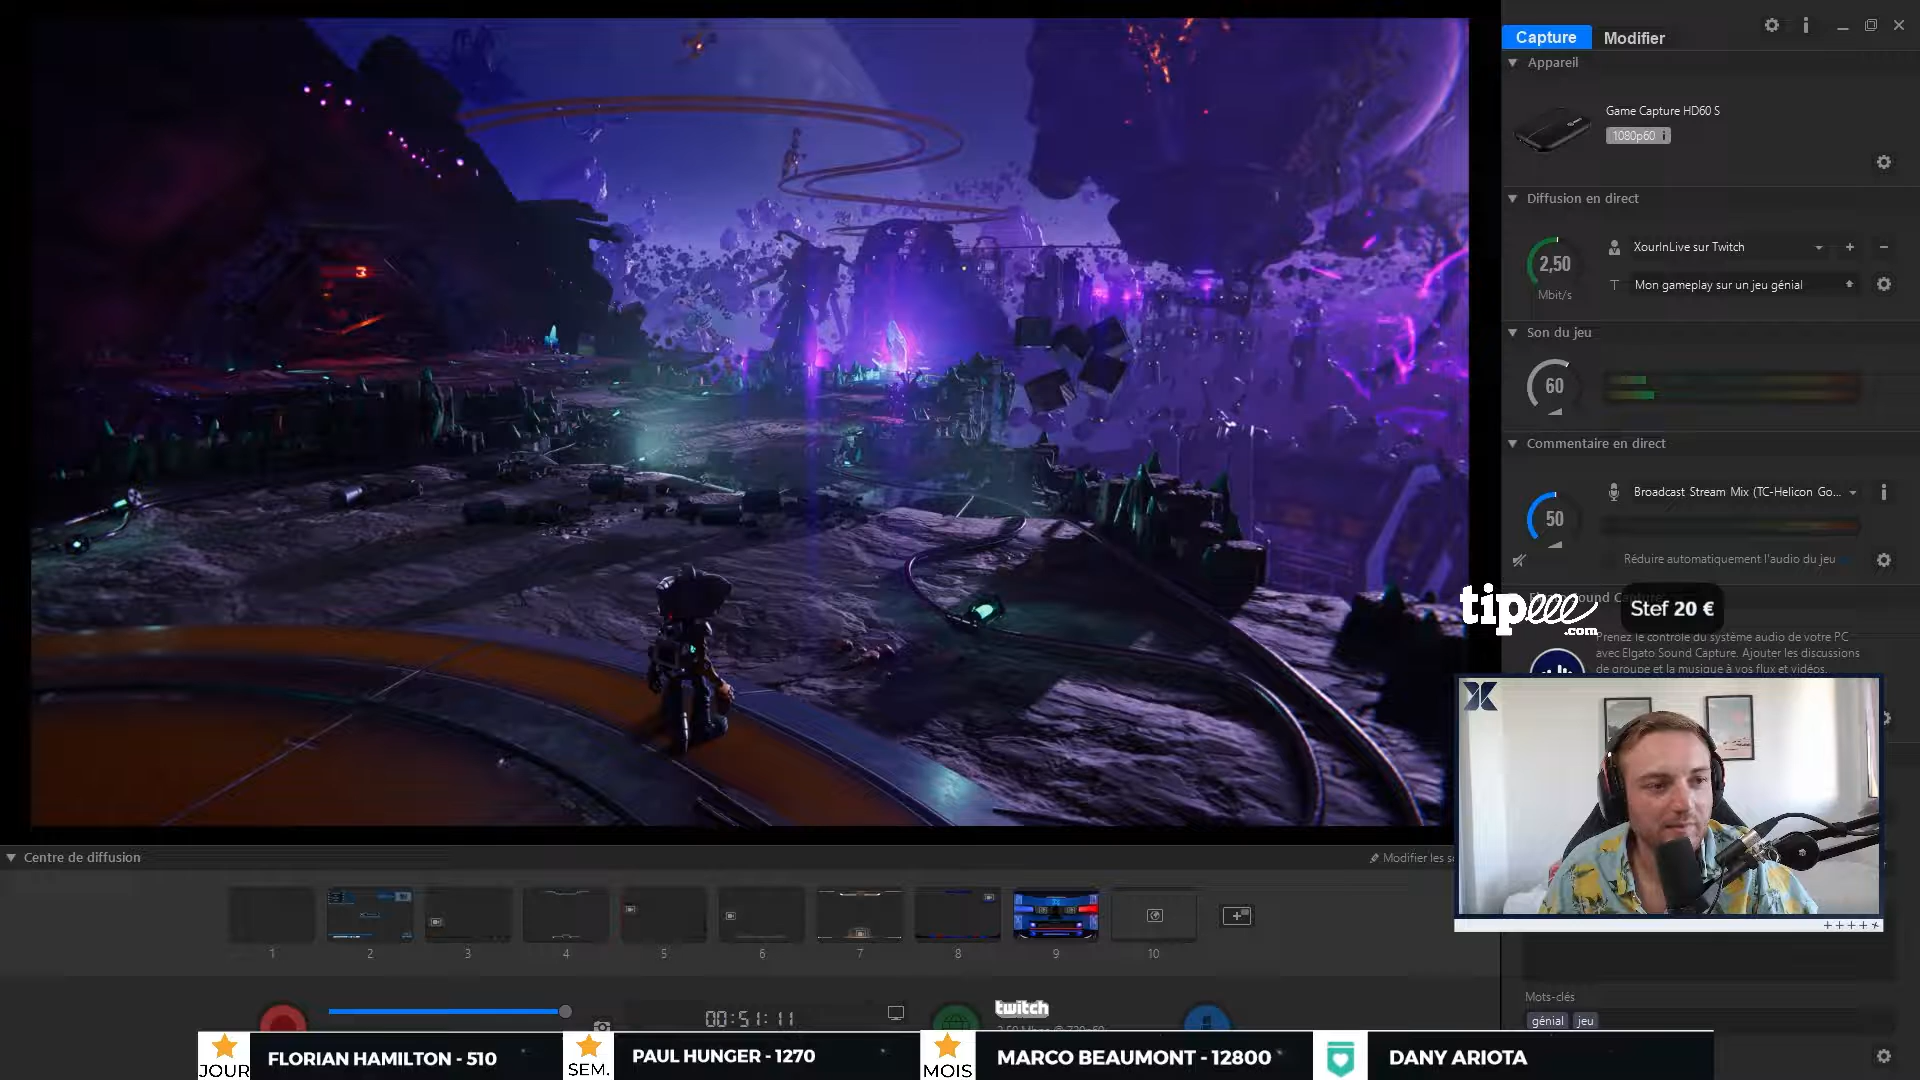 Capture
Modifier
Appareil
Game Capture HD60 S
1080p60 i
Diffusion en direct
2,50
Mbit/s
XourInLive sur Twitch
Mon gameplay sur un jeu génial
Son du jeu
60
Commentaire en direct
50
Broadcast Stream Mix (TC-Helicon Go...
Réduire automatiquement l'audio du jeu
Sound Capture
tipeee
.com
Stef 20 €
Prenez le contrôle du système audio de votre PC
avec Elgato Sound Capture. Ajouter les discussions
de groupe et la musique à vos flux et vidéos.
3
Centre de diffusion
Modifier les
1
2
3
4
5
6
7
8
9
10
00:51:11
twitch
Mots-clés
génial
jeu
JOUR
FLORIAN HAMILTON - 510
SEM.
PAUL HUNGER - 1270
MOIS
MARCO BEAUMONT - 12800
DANY ARIOTA